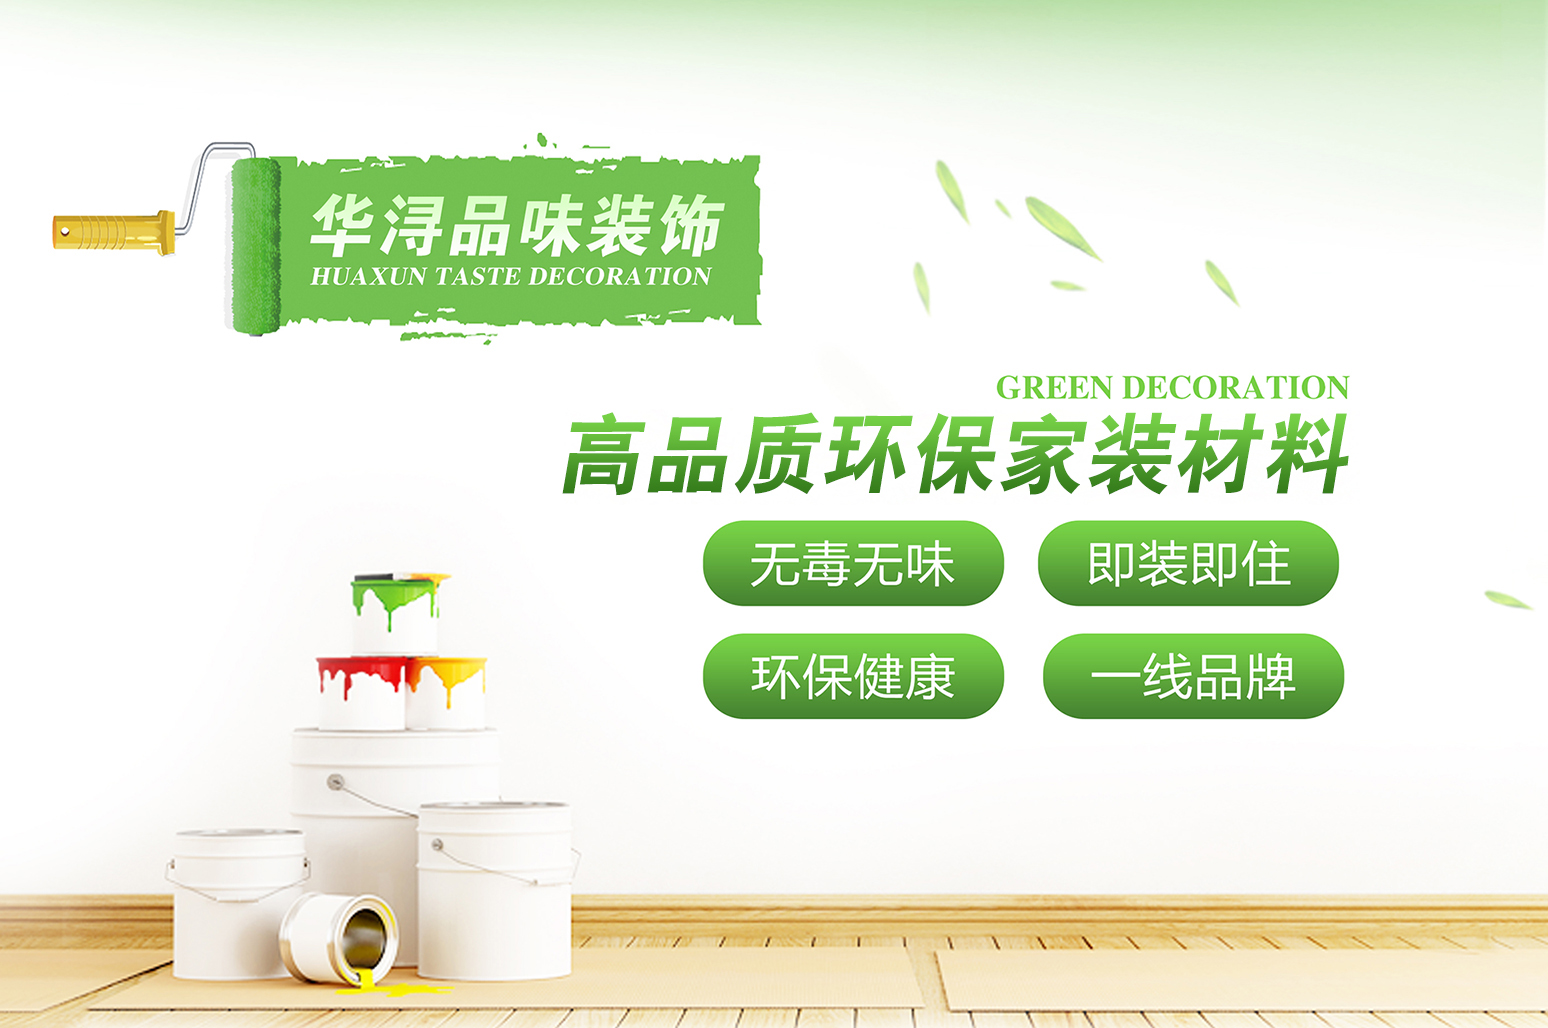 华浔品味装饰
HUAXUN TASTE DECORATION
GREEN DECORATION
高品质环保家装材料
无毒无味
即装即住
环保健康
一线品牌